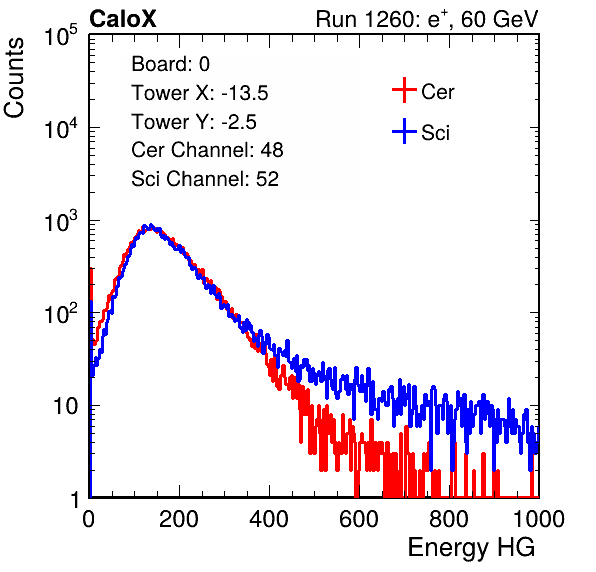 CaloX Run 1260: e⁺, 60 GeV
Board: 0
Tower X: -13.5
Tower Y: -2.5
Cer Channel: 48
Sci Channel: 52
Cer
Sci
Counts
10⁵
10⁴
10³
10²
10
1
0 200 400 600 800 1000
Energy HG